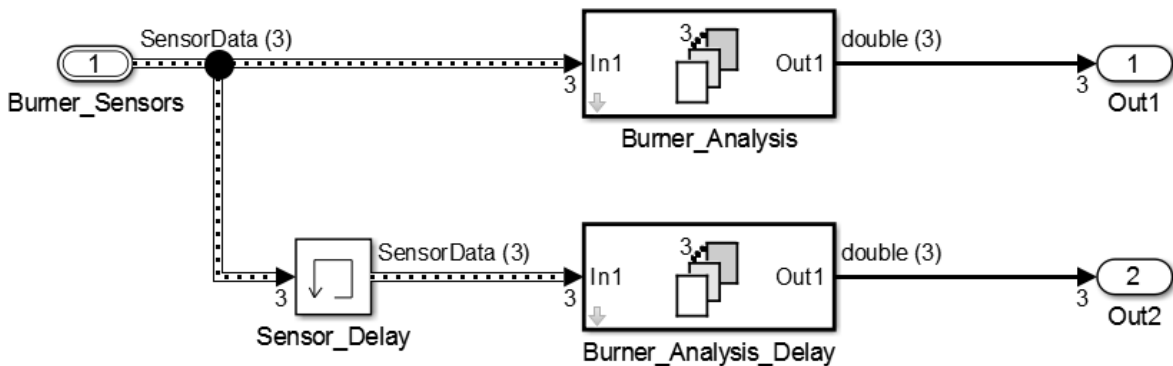 SensorData (3)
1
Burner_Sensors
3
In1
3
Out1
Burner_Analysis
double (3)
3
1
Out1
3
Sensor_Delay
SensorData (3)
3
In1
3
Out1
Burner_Analysis_Delay
double (3)
3
2
Out2